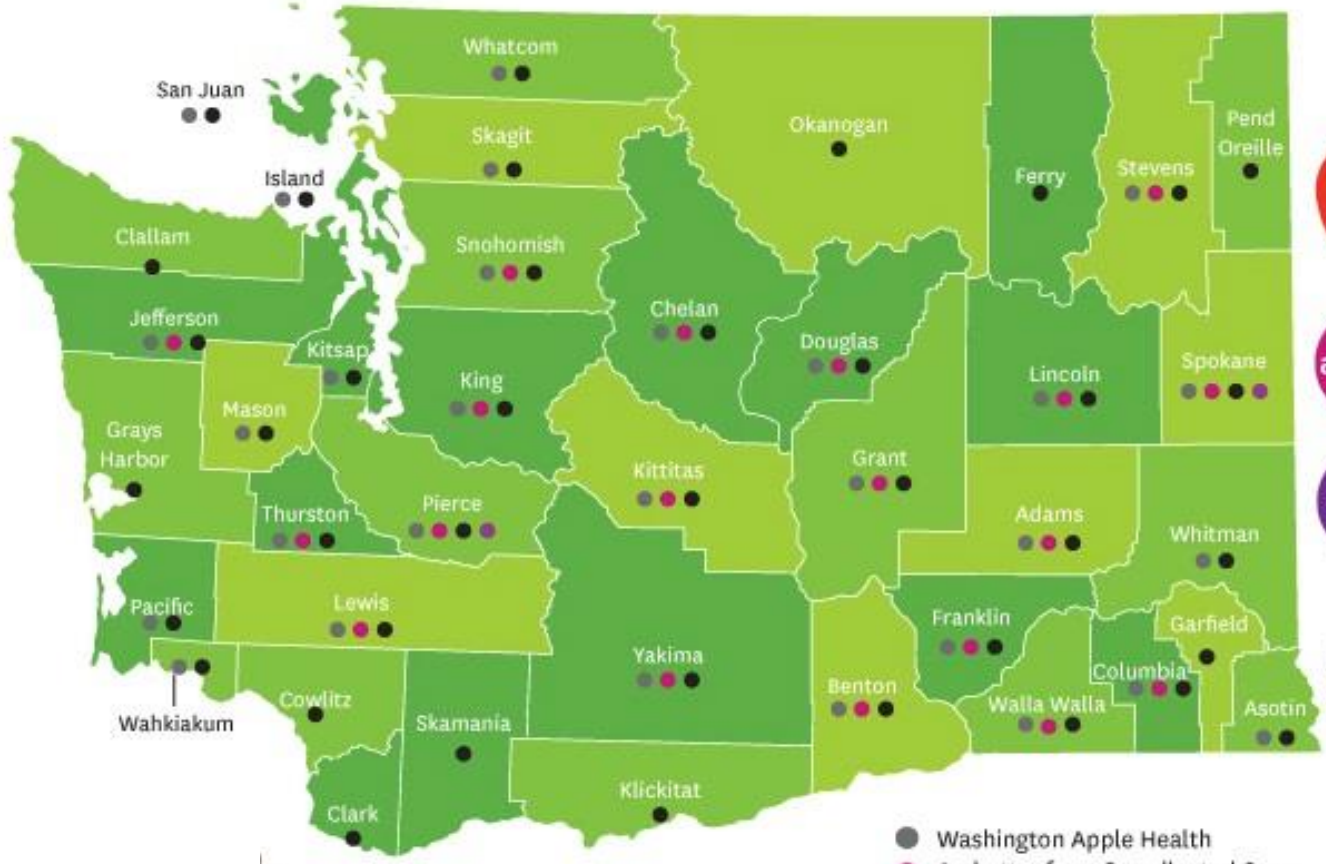 Whatcom
San Juan
Skagit
Okanogan
Pend
Oreille
Island
Ferry
Stevens
Clallam
Snohomish
Jefferson
Chelan
Kitsap
Douglas
Spokane
King
Lincoln
Mason
Grays
Harbor
Kittitas
Grant
Pierce
Thurston
Adams
Whitman
Pacific
Lewis
Franklin
Garfield
Yakima
Columbia
Benton
Cowlitz
Walla Walla
Asotin
Wahkiakum
Skamania
Klickitat
Clark
Washington Apple Health